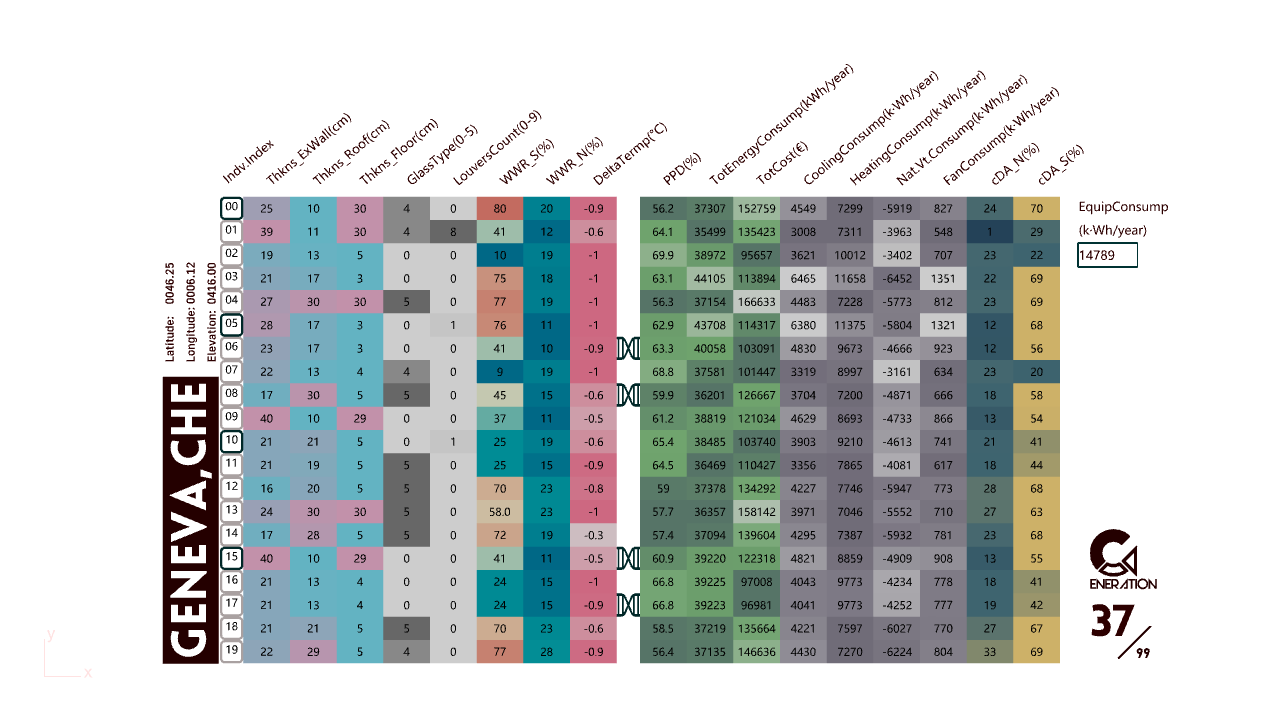 Indv.Index Thkns_ExWall(cm) Thkns_Roof(cm) Thkns_Floor(cm) GlassType(0-5) LouversCount(0-9) WWR_S(%) WWR_N(%) DeltaTermp(°C) PPD(%) TotEnergyConsump(kWh/year) TotCost(€) CoolingConsump(k·Wh/year) HeatingConsump(k·Wh/year) Nat.Vt.Consump(k·Wh/year) FanConsump(k·Wh/year) cDA_N(%) cDA_S(%)
00 25 10 30 4 0 80 20 -0.9 56.2 37307 152759 4549 7299 -5919 827 24 70
01 39 11 30 4 8 41 12 -0.6 64.1 35499 135423 3008 7311 -3963 548 1 29
02 19 13 5 0 0 10 19 -1 69.9 38972 95657 3621 10012 -3402 707 23 22
03 21 17 3 0 0 75 18 -1 63.1 44105 113894 6465 11658 -6452 1351 22 69
04 27 30 30 5 0 77 19 -1 56.3 37154 166633 4483 7228 -5773 812 23 69
05 28 17 3 0 1 76 11 -1 62.9 43708 114317 6380 11375 -5804 1321 12 68
06 23 17 3 0 0 41 10 -0.9 63.3 40058 103091 4830 9673 -4666 923 12 56
07 22 13 4 4 0 9 19 -1 68.8 37581 101447 3319 8997 -3161 634 23 20
08 17 30 5 5 0 45 15 -0.6 59.9 36201 126667 3704 7200 -4871 666 18 58
09 40 10 29 0 0 37 11 -0.5 61.2 38819 121034 4629 8693 -4733 866 13 54
10 21 21 5 0 1 25 19 -0.6 65.4 38485 103740 3903 9210 -4613 741 21 41
11 21 19 5 5 0 25 15 -0.9 64.5 36469 110427 3356 7865 -4081 617 18 44
12 16 20 5 5 0 70 23 -0.8 59 37378 134292 4227 7746 -5947 773 28 68
13 24 30 30 5 0 58.0 23 -1 57.7 36357 158142 3971 7046 -5552 710 27 63
14 17 28 5 5 0 72 19 -0.3 57.4 37094 139604 4295 7387 -5932 781 23 68
15 40 10 29 0 0 41 11 -0.5 60.9 39220 122318 4821 8859 -4909 908 13 55
16 21 13 4 0 0 24 15 -1 66.8 39225 97008 4043 9773 -4234 778 18 41
17 21 13 4 0 0 24 15 -0.9 66.8 39223 96981 4041 9773 -4252 777 19 42
18 21 21 5 5 0 70 23 -0.6 58.5 37219 135664 4221 7597 -6027 770 27 67
19 22 29 5 4 0 77 28 -0.9 56.4 37135 146636 4430 7270 -6224 804 33 69
Latitude: 0046.25
Longitude: 0006.12
Elevation: 0416.00
GENEVA,CHE
EquipConsump
(k·Wh/year)
14789
ENERATION
37/99
y
x